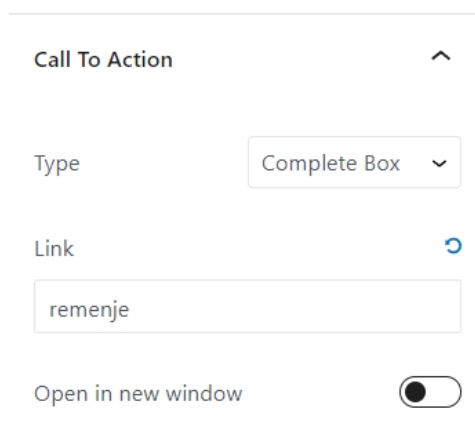 Call To Action
Type Complete Box
Link
remenje
Open in new window